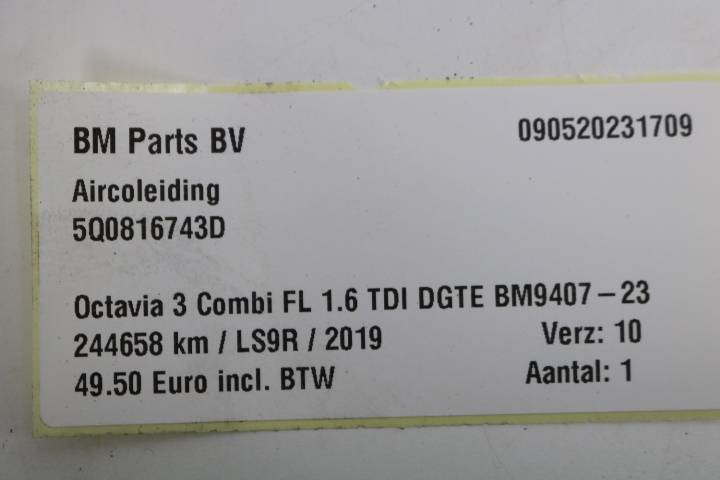 BM Parts BV 090520231709
Aircoleiding
5Q0816743D
Octavia 3 Combi FL 1.6 TDI DGTE BM9407-23
244658 km / LS9R / 2019 Verz: 10
49.50 Euro incl. BTW Aantal: 1